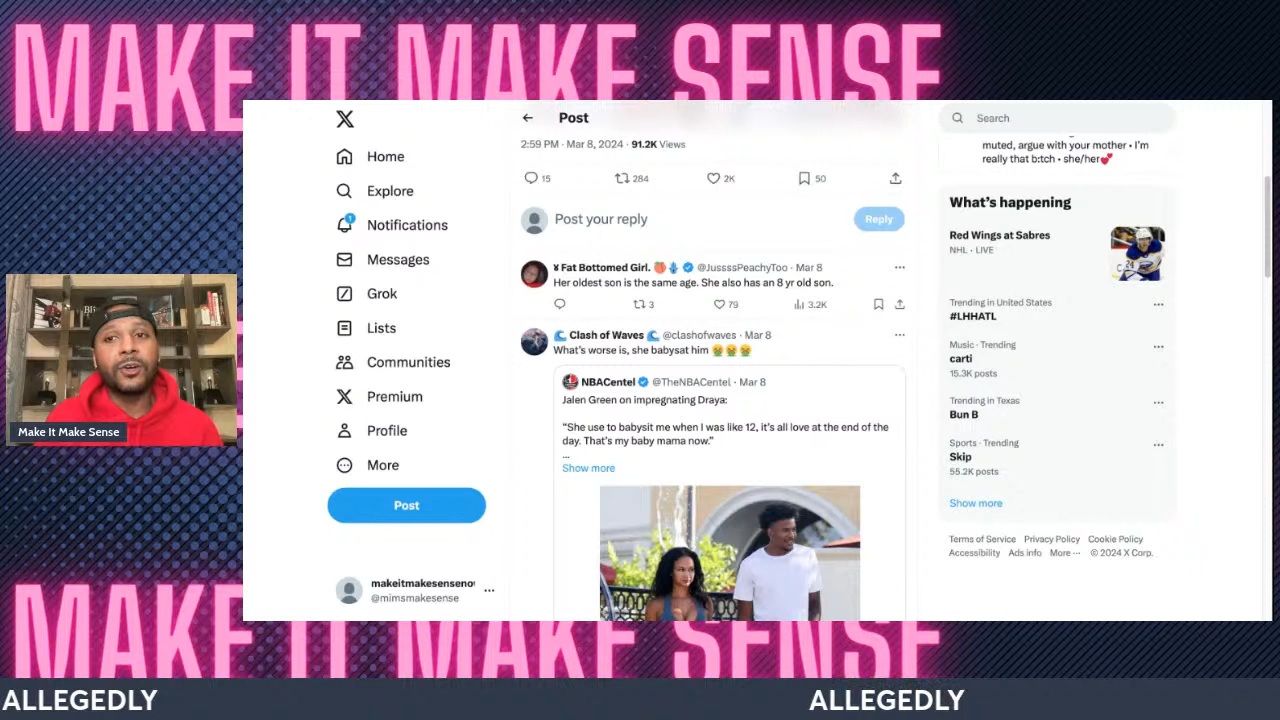 MAKE IT MAKE SENSE
Post
2:59 PM · Mar 8, 2024 · 91.2K Views
15 284 2K 50
Post your reply
Reply
Fat Bottomed Girl. @JussssPeachyToo · Mar 8
Her oldest son is the same age. She also has an 8 yr old son.
3 79 3.2K
Clash of Waves @clashofwaves · Mar 8
What's worse is, she babysat him 🤮🤮🤮
NBACentel @TheNBACentel · Mar 8
Jalen Green on impregnating Draya:
“She use to babysit me when I was like 12, it's all love at the end of the
day. That's my baby mama now.”
...
Show more
X
Home
Explore
1
Notifications
Messages
Grok
Lists
Communities
Premium
Profile
More
Post
makeitmakesenseno
@mimsmakesense
Search
muted, argue with your mother • I'm
really that b:tch • she/her💕
What's happening
Red Wings at Sabres
NHL · LIVE
Trending in United States
#LHHATL
Music · Trending
carti
15.3K posts
Trending in Texas
Bun B
Sports · Trending
Skip
55.2K posts
Show more
Terms of Service Privacy Policy Cookie Policy
Accessibility Ads info More ··· © 2024 X Corp.
Make It Make Sense
MAKE IT MAKE SENSE
ALLEGEDLY ALLEGEDLY